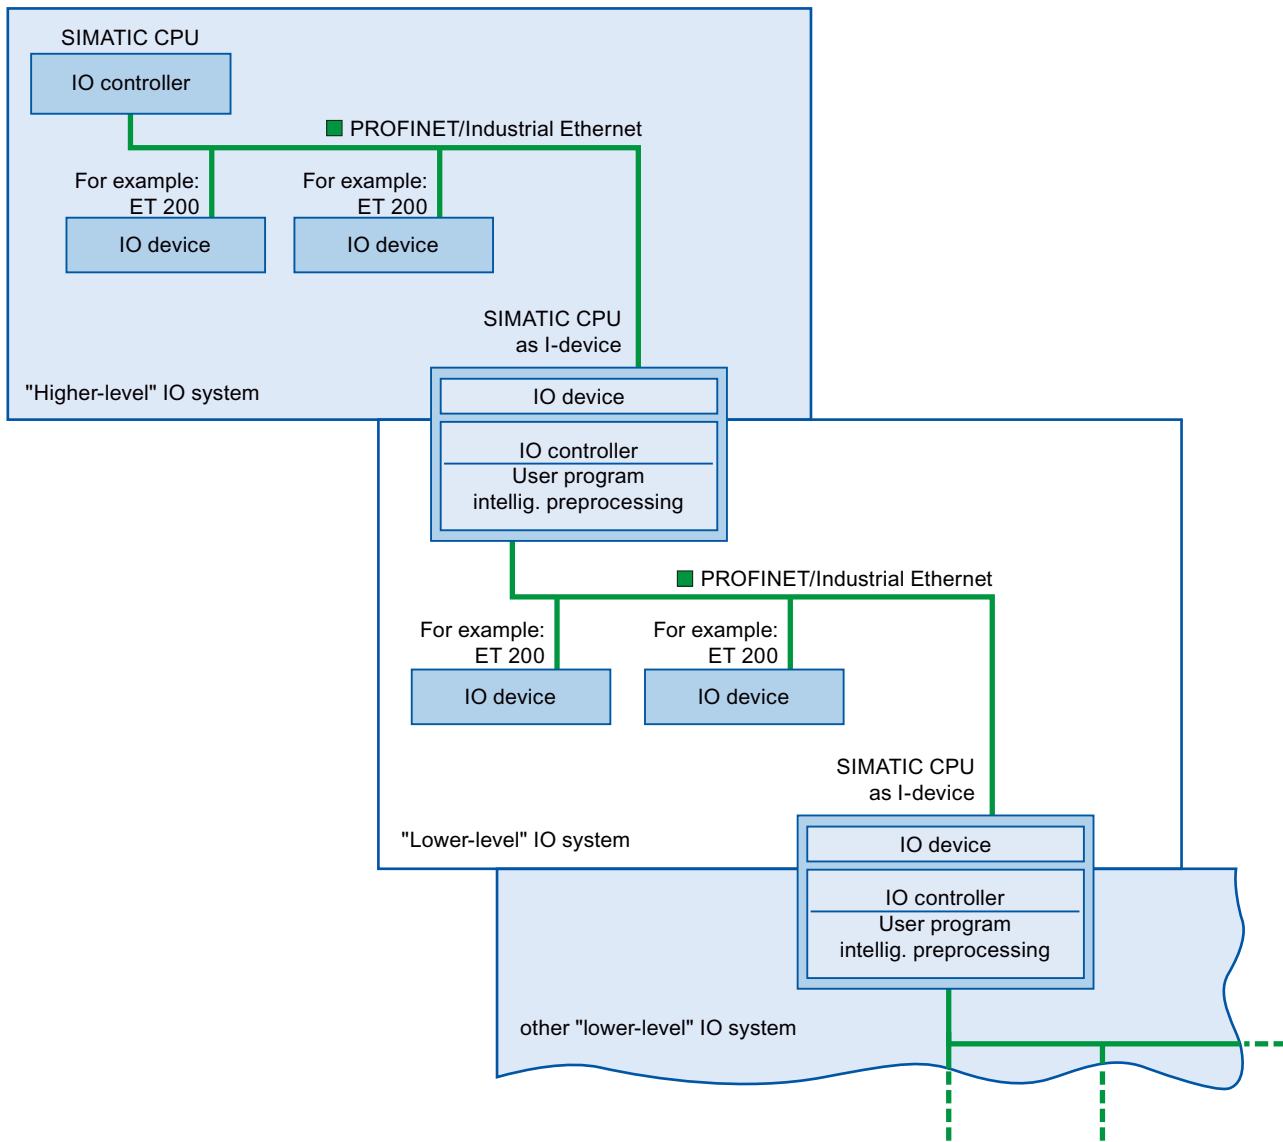 SIMATIC CPU
IO controller
PROFINET/Industrial Ethernet
For example:
ET 200
IO device
For example:
ET 200
IO device
SIMATIC CPU
as I-device
"Higher-level" IO system
IO device
IO controller
User program
intellig. preprocessing
PROFINET/Industrial Ethernet
For example:
ET 200
IO device
For example:
ET 200
IO device
SIMATIC CPU
as I-device
"Lower-level" IO system
IO device
IO controller
User program
intellig. preprocessing
other "lower-level" IO system